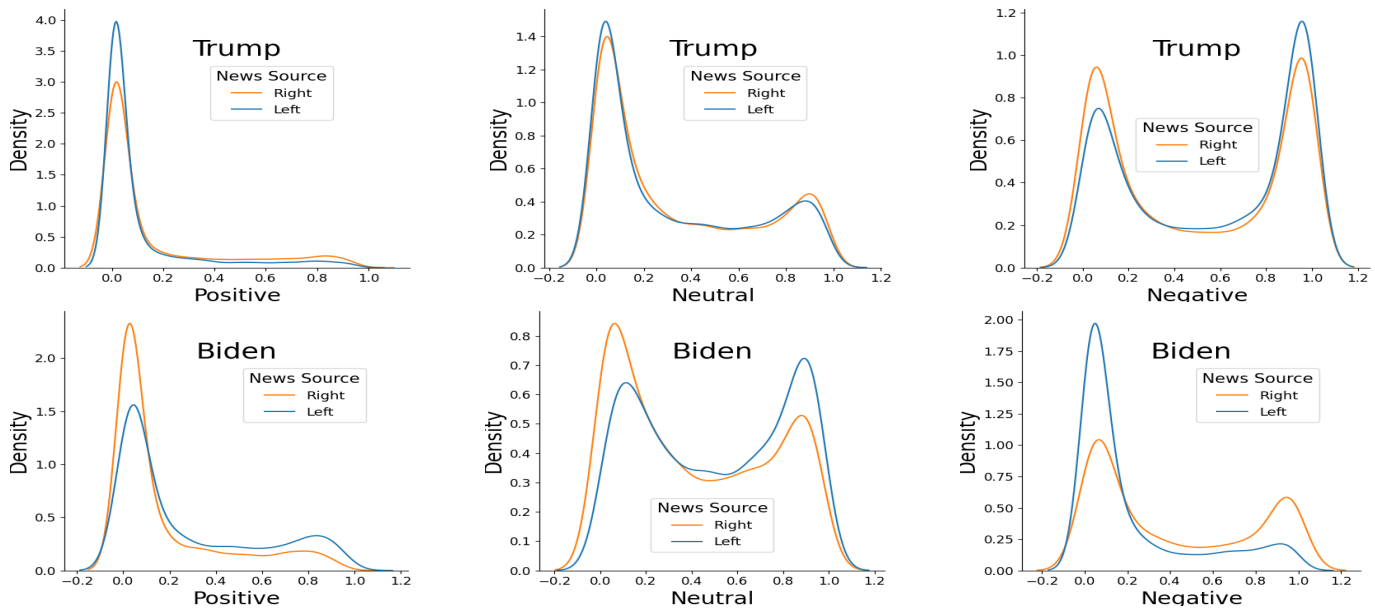 Trump
News Source
Right
Left
Density
4.0
3.5
3.0
2.5
2.0
1.5
1.0
0.5
0.0
0.0 0.2 0.4 0.6 0.8 1.0
Positive
Trump
News Source
Right
Left
Density
1.4
1.2
1.0
0.8
0.6
0.4
0.2
0.0
0.0 0.2 0.4 0.6 0.8 1.0 1.2
Neutral
Trump
News Source
Right
Left
Density
1.2
1.0
0.8
0.6
0.4
0.2
0.0
−0.2 0.0 0.2 0.4 0.6 0.8 1.0 1.2
Negative
Biden
News Source
Right
Left
Density
2.0
1.5
1.0
0.5
0.0
−0.2 0.0 0.2 0.4 0.6 0.8 1.0 1.2
Positive
Biden
News Source
Right
Left
Density
0.8
0.7
0.6
0.5
0.4
0.3
0.2
0.1
0.0
−0.2 0.0 0.2 0.4 0.6 0.8 1.0 1.2
Neutral
Biden
News Source
Right
Left
Density
2.00
1.75
1.50
1.25
1.00
0.75
0.50
0.25
0.00
−0.2 0.0 0.2 0.4 0.6 0.8 1.0 1.2
Negative